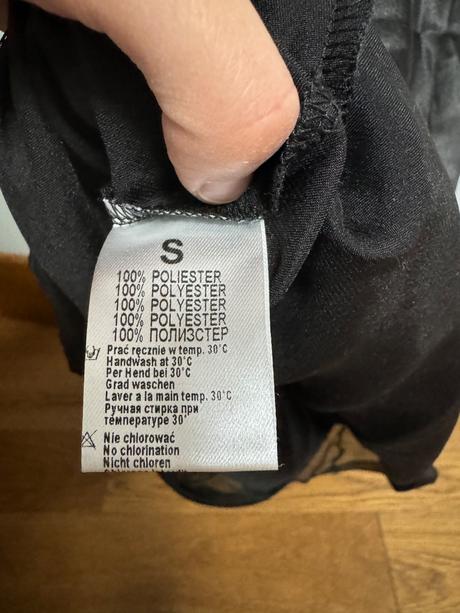 S
100% POLIESTER
100% POLYESTER
100% POLYESTER
100% POLYESTER
100% ПОЛИЭСТЕР
Prać ręcznie w temp. 30°C
Handwash at 30°C
Per Hend bei 30°C
Grad waschen
Laver a la main temp. 30°C
Ручная стирка при
температуре 30°
Nie chlorować
No chlorination
Nicht chloren